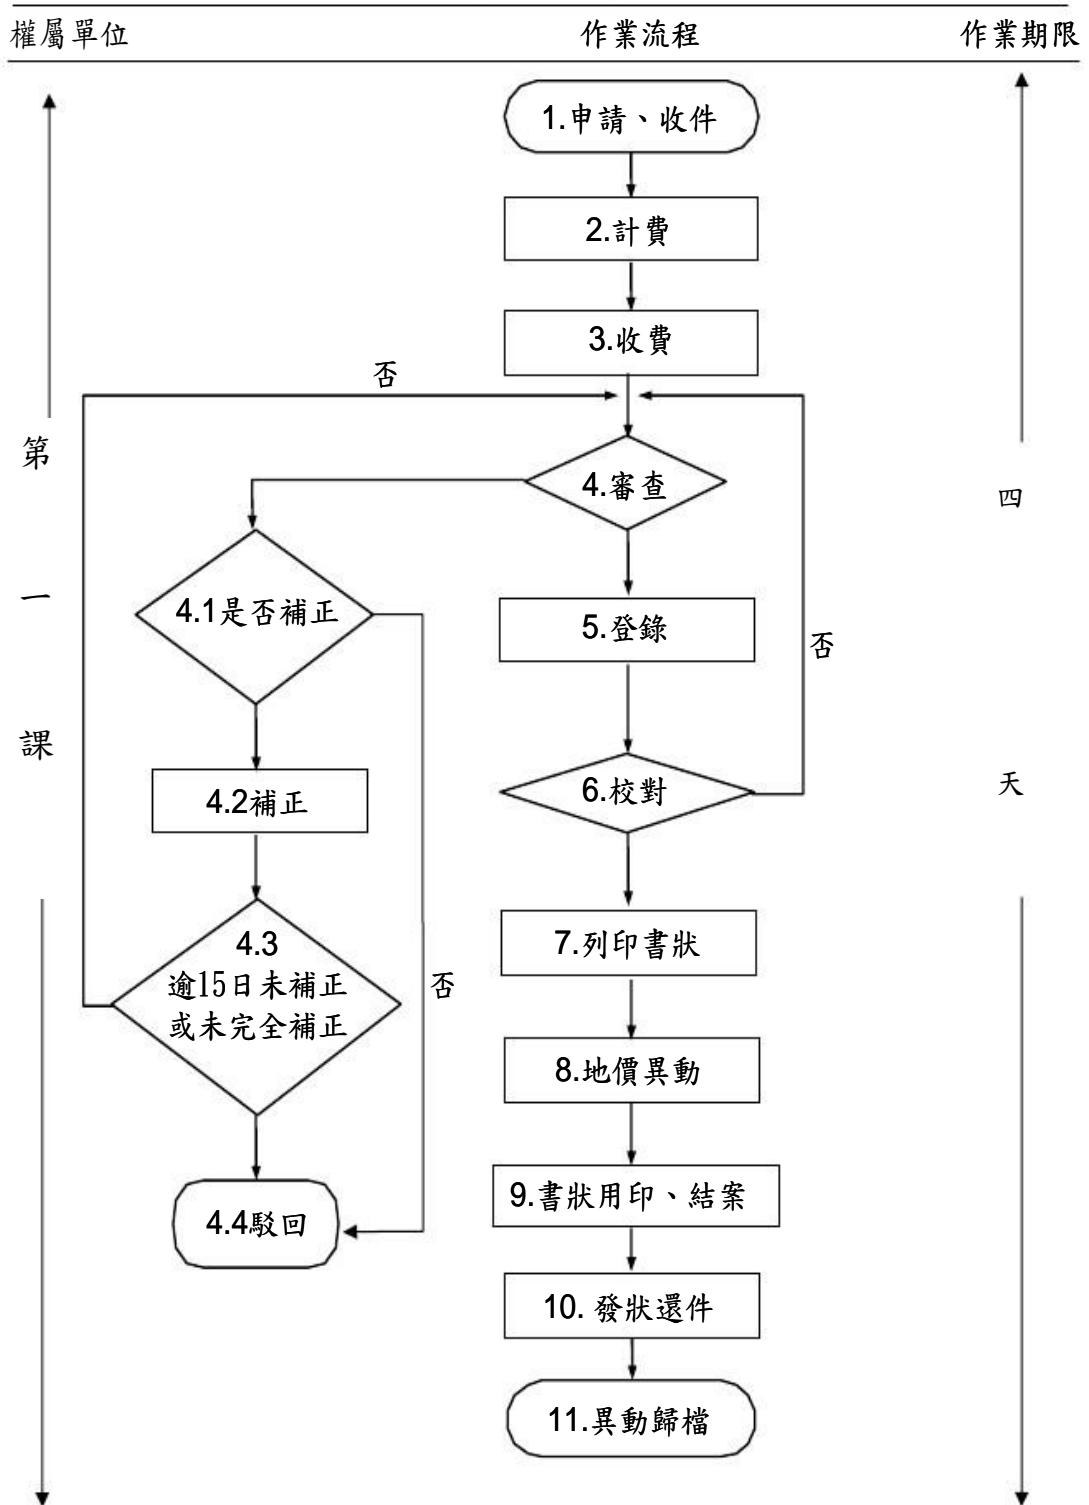 權屬單位
作業流程
作業期限
1.申請、收件
2.計費
3.收費
否
第
一
課
4.審查
四
天
4.1是否補正
5.登錄
否
4.2補正
6.校對
4.3
逾15日未補正
或未完全補正
否
7.列印書狀
8.地價異動
4.4駁回
9.書狀用印、結案
10.發狀還件
11.異動歸檔